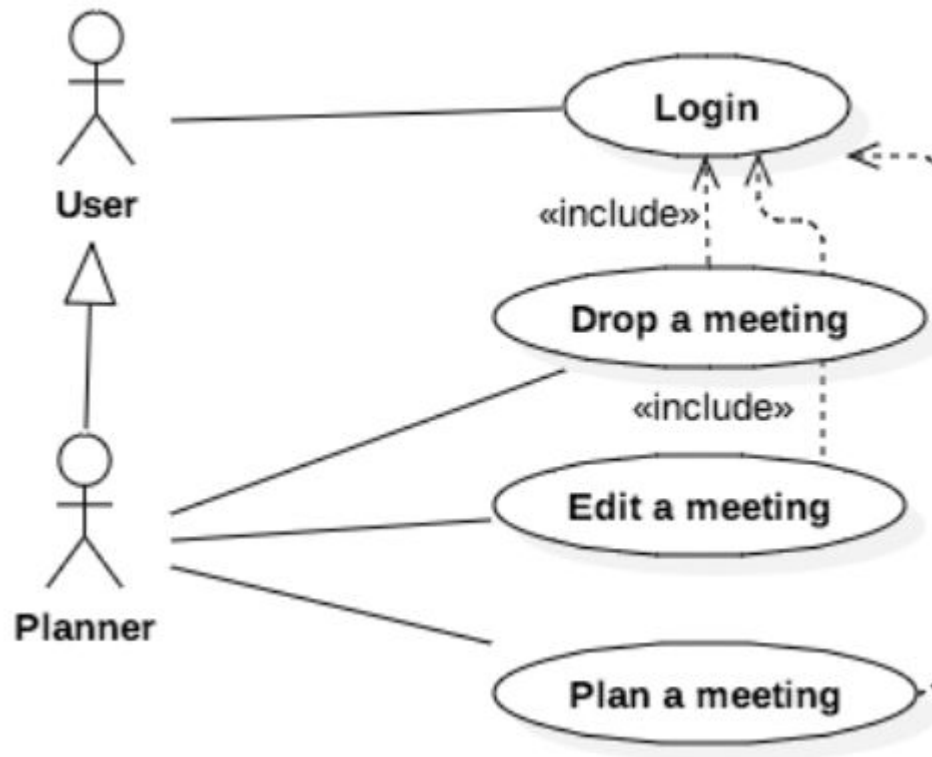 Login
User
«include»
Drop a meeting
«include»
Edit a meeting
Planner
Plan a meeting